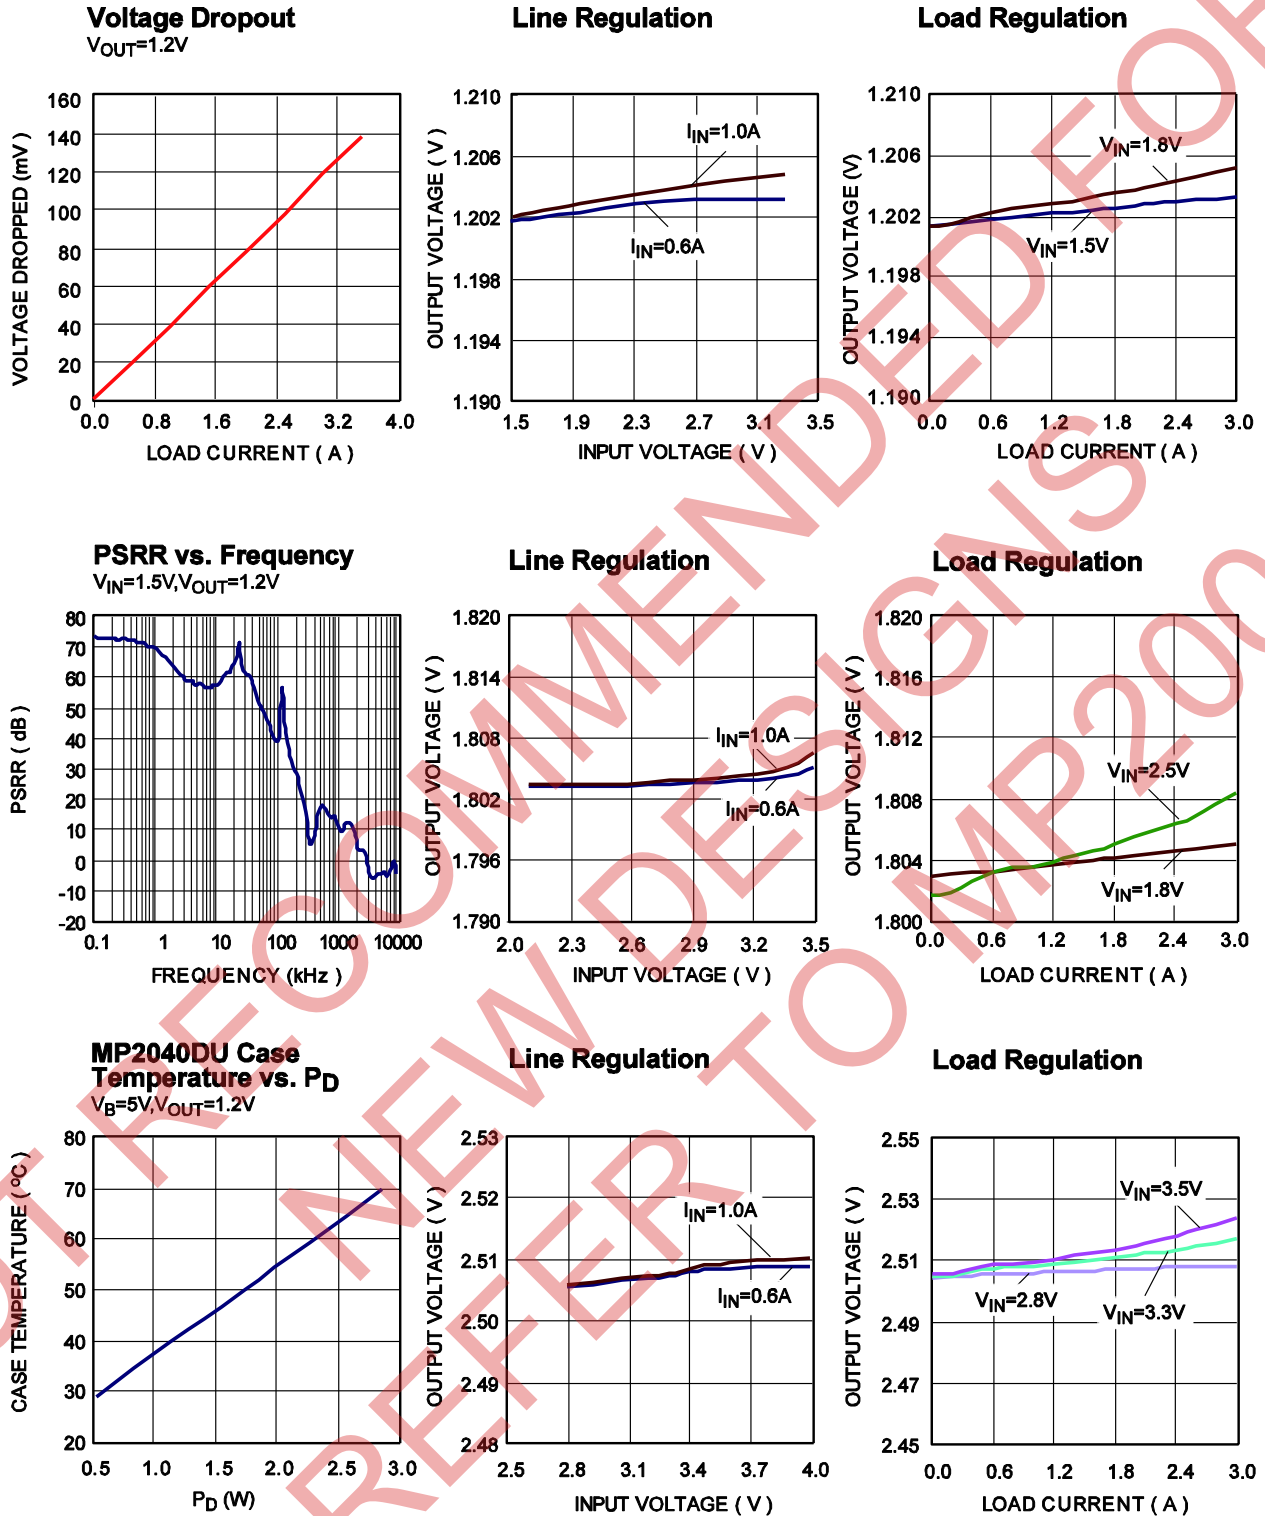 Voltage Dropout
VOUT=1.2V
160
140
120
100
80
60
40
20
0
0.0 0.8 1.6 2.4 3.2 4.0
VOLTAGE DROPPED (mV)
LOAD CURRENT ( A )
Line Regulation
1.210
1.206
1.202
1.198
1.194
1.190
1.5 1.9 2.3 2.7 3.1 3.5
OUTPUT VOLTAGE ( V )
INPUT VOLTAGE ( V )
IIN=1.0A
IIN=0.6A
Load Regulation
1.210
1.206
1.202
1.198
1.194
1.190
0.0 0.6 1.2 1.8 2.4 3.0
OUTPUT VOLTAGE (V)
LOAD CURRENT ( A )
VIN=1.8V
VIN=1.5V
PSRR vs. Frequency
VIN=1.5V,VOUT=1.2V
80
70
60
50
40
30
20
10
0
-10
-20
0.1 1 10 100 1000 10000
PSRR ( dB )
FREQUENCY (kHz )
Line Regulation
1.820
1.814
1.808
1.802
1.796
1.790
2.0 2.3 2.6 2.9 3.2 3.5
OUTPUT VOLTAGE ( V )
INPUT VOLTAGE ( V )
IIN=1.0A
IIN=0.6A
Load Regulation
1.820
1.816
1.812
1.808
1.804
1.800
0.0 0.6 1.2 1.8 2.4 3.0
OUTPUT VOLTAGE ( V )
LOAD CURRENT ( A )
VIN=2.5V
VIN=1.8V
MP2040DU Case
Temperature vs. PD
VB=5V,VOUT=1.2V
80
70
60
50
40
30
20
0.5 1.0 1.5 2.0 2.5 3.0
CASE TEMPERATURE ( ºC )
PD (W)
Line Regulation
2.53
2.52
2.51
2.50
2.49
2.48
2.5 2.8 3.1 3.4 3.7 4.0
OUTPUT VOLTAGE ( V )
INPUT VOLTAGE ( V )
IIN=1.0A
IIN=0.6A
Load Regulation
2.55
2.53
2.51
2.49
2.47
2.45
0.0 0.6 1.2 1.8 2.4 3.0
OUTPUT VOLTAGE ( V )
LOAD CURRENT ( A )
VIN=3.5V
VIN=2.8V
VIN=3.3V
OT RECOMMENDED FOR
NEW DESIGNS
REFER TO MP200